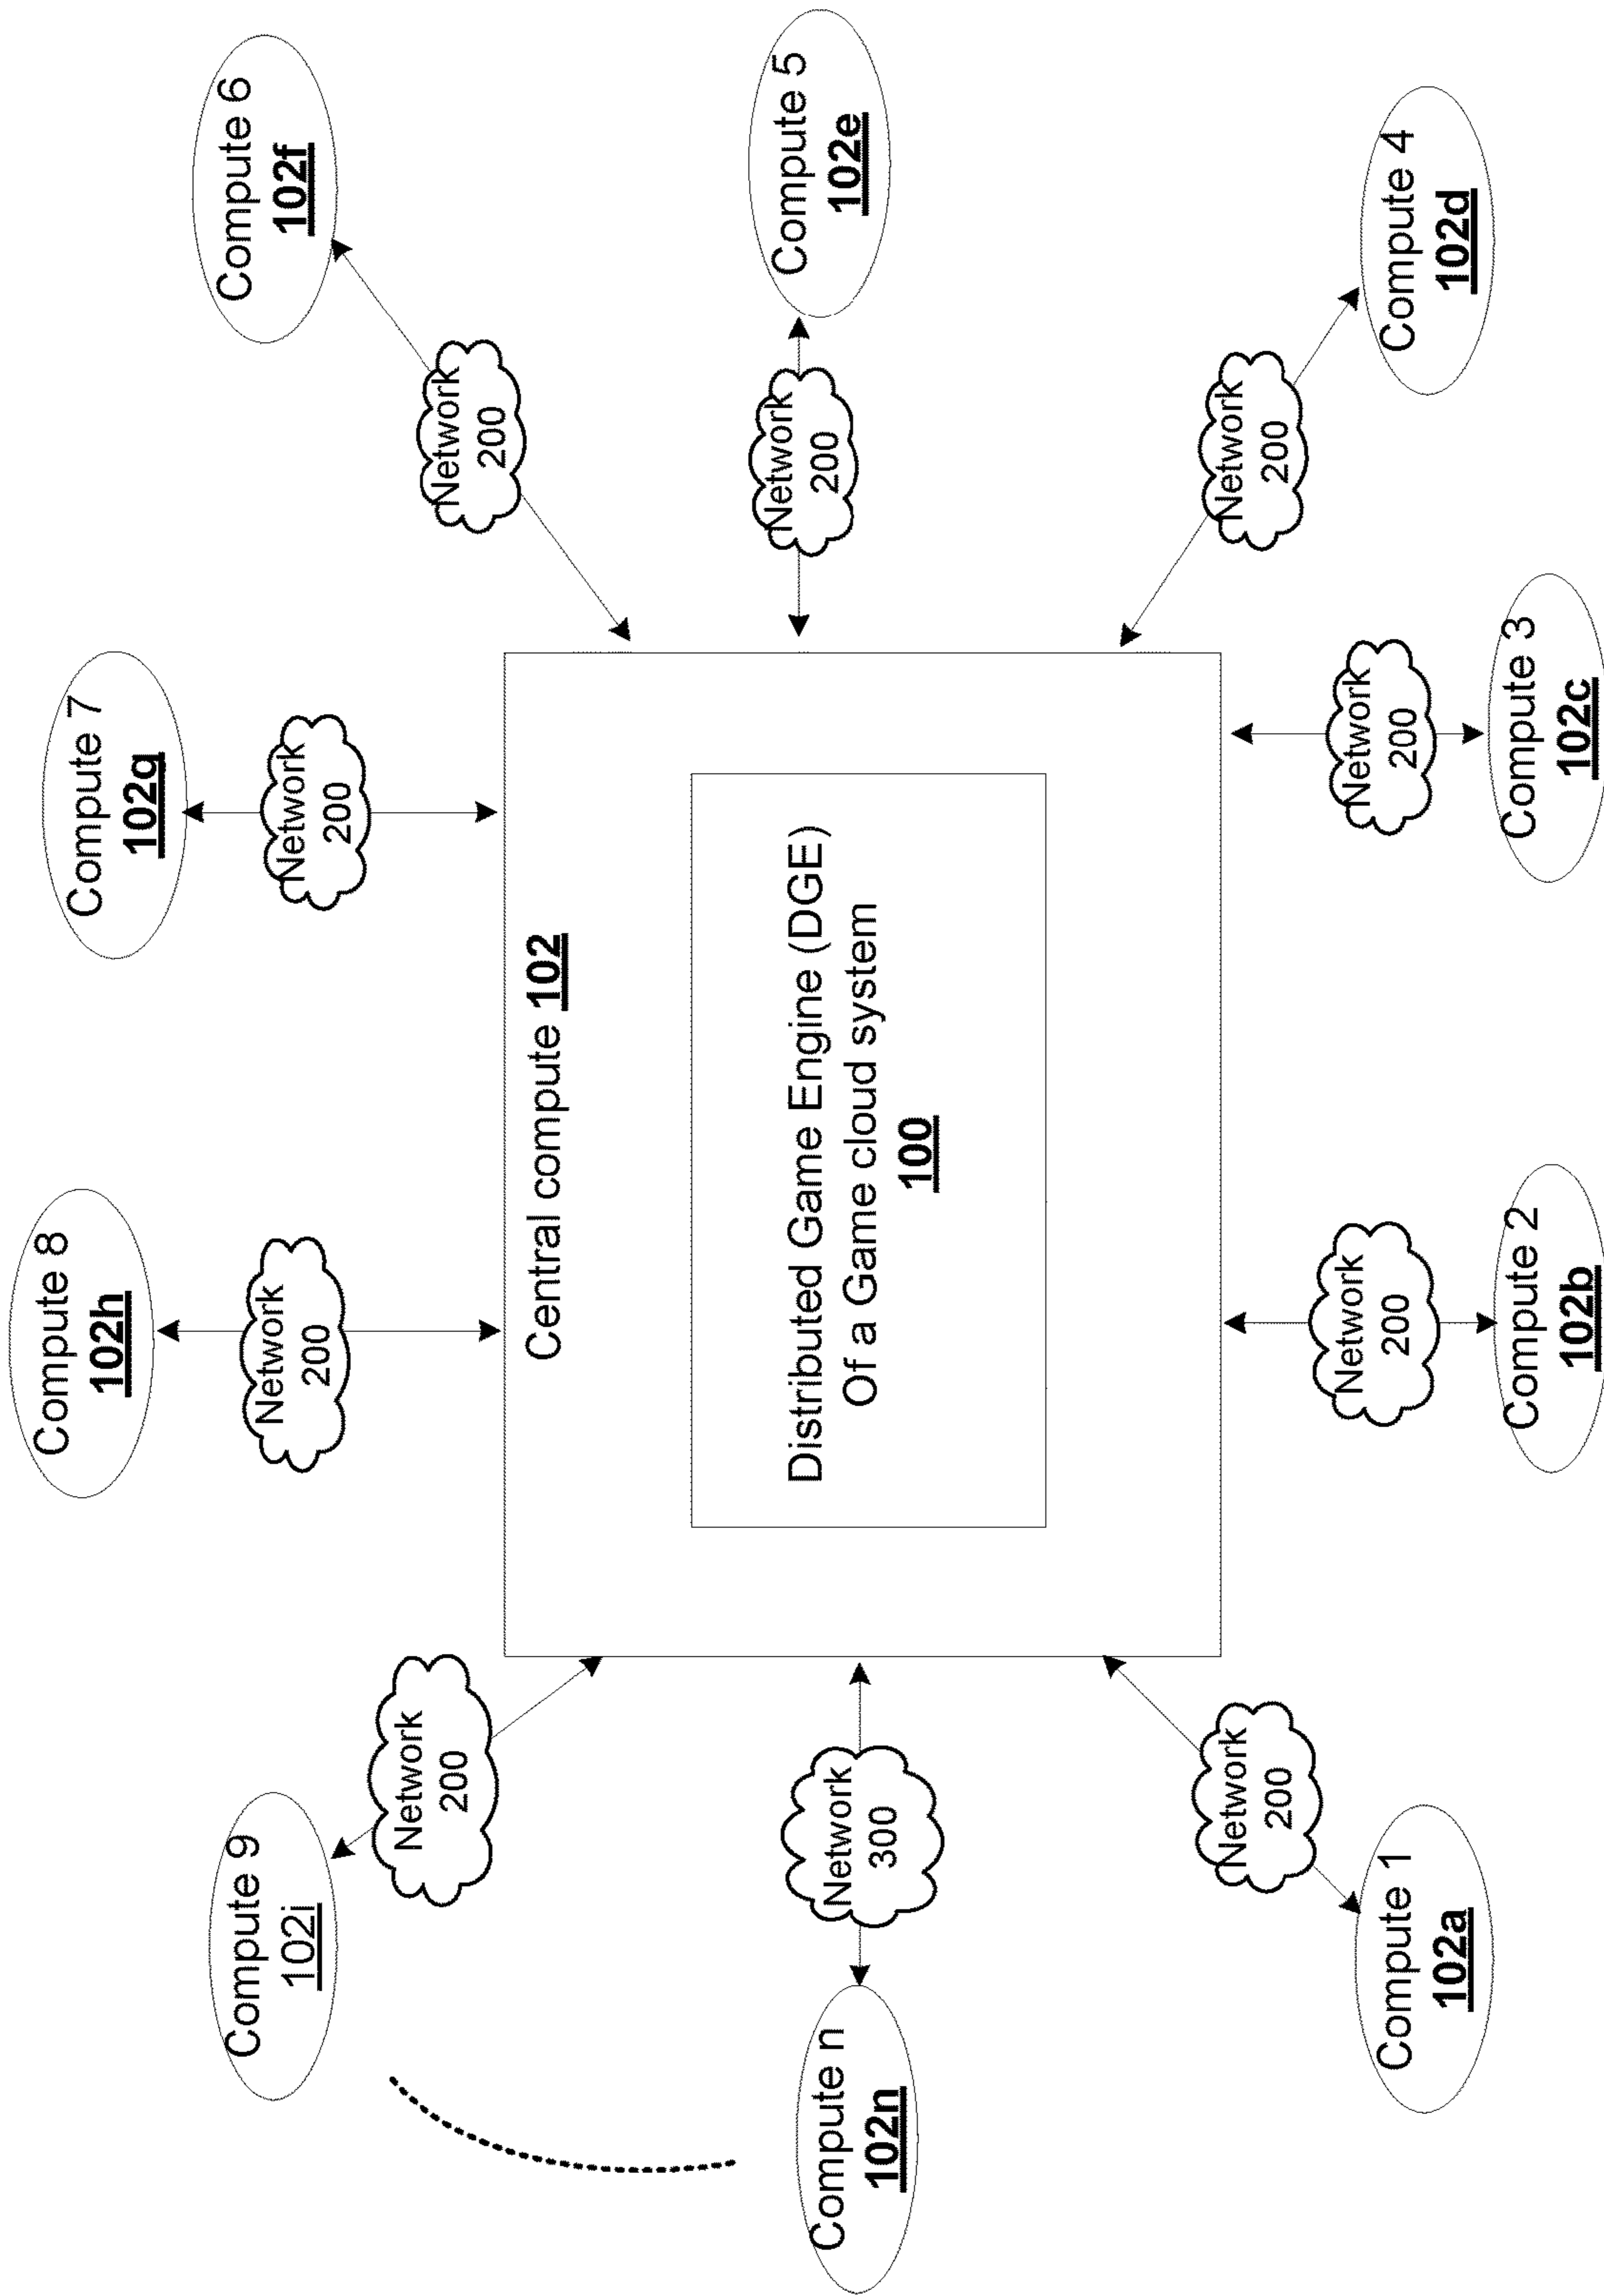 Compute 8
102h
Compute 7
102g
Compute 9
102i
Compute 6
102f
Network
200
Network
200
Network
200
Network
200
Central compute 102
Distributed Game Engine (DGE)
Of a Game cloud system
100
Compute n
102n
Network
300
Network
200
Compute 5
102e
Network
200
Network
200
Compute 1
102a
Compute 4
102d
Network
200
Network
200
Compute 2
102b
Compute 3
102c